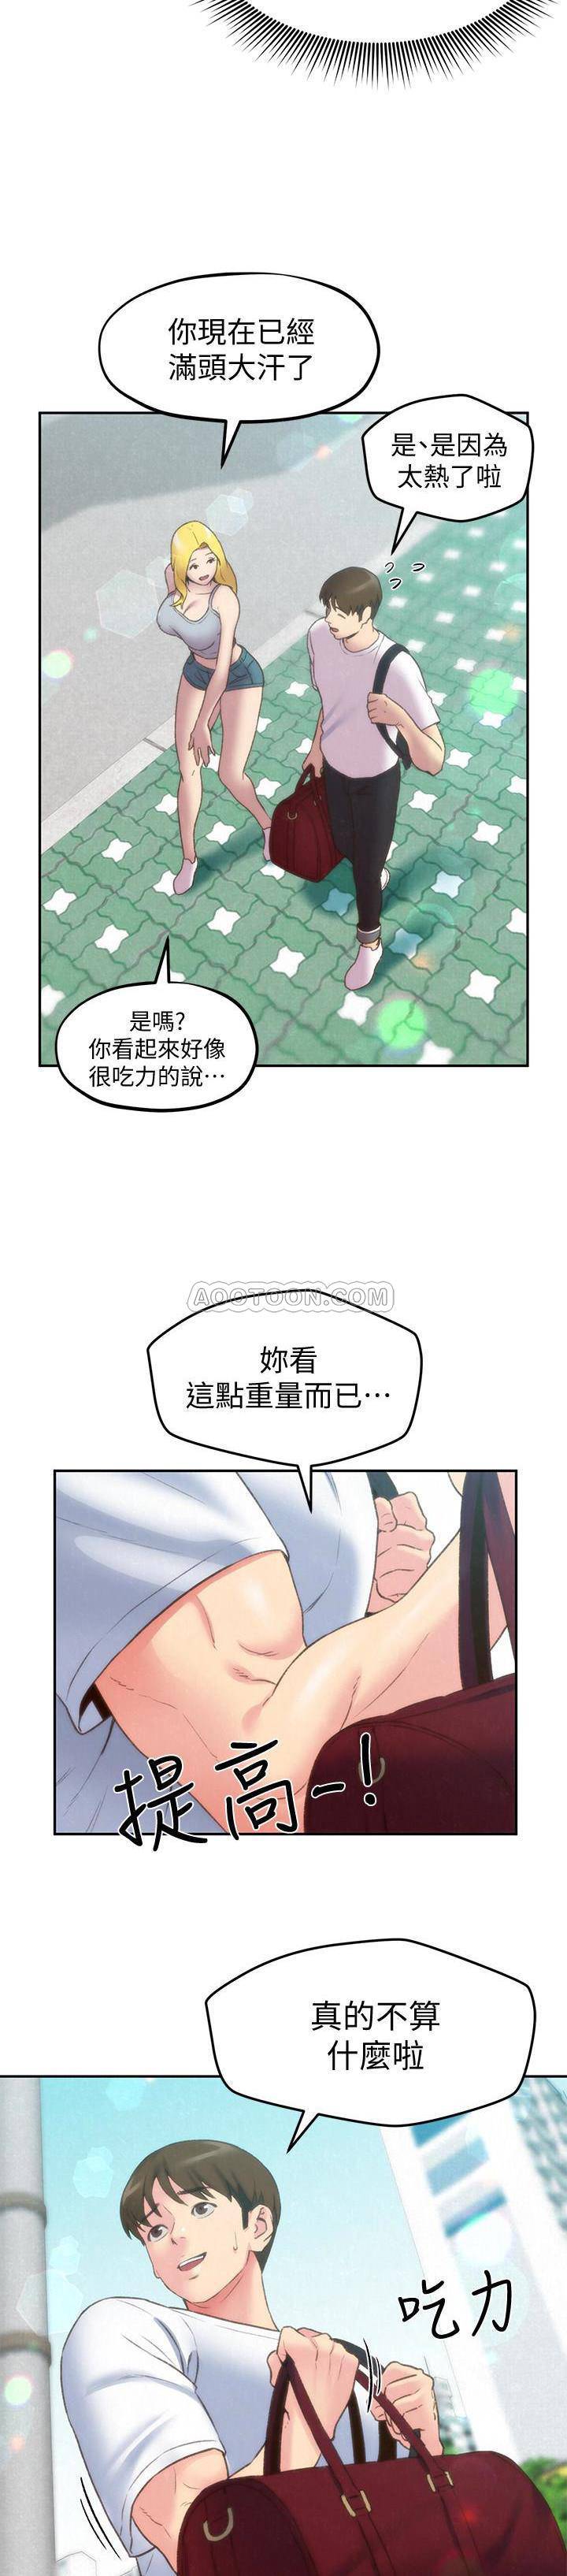 你現在已經
滿頭大汗了
是、是因為
太熱了啦
是嗎?
你看起來好像
很吃力的說…
AOOTOON.COM
妳看
這點重量而已…
提高-!
真的不算
什麼啦
吃力